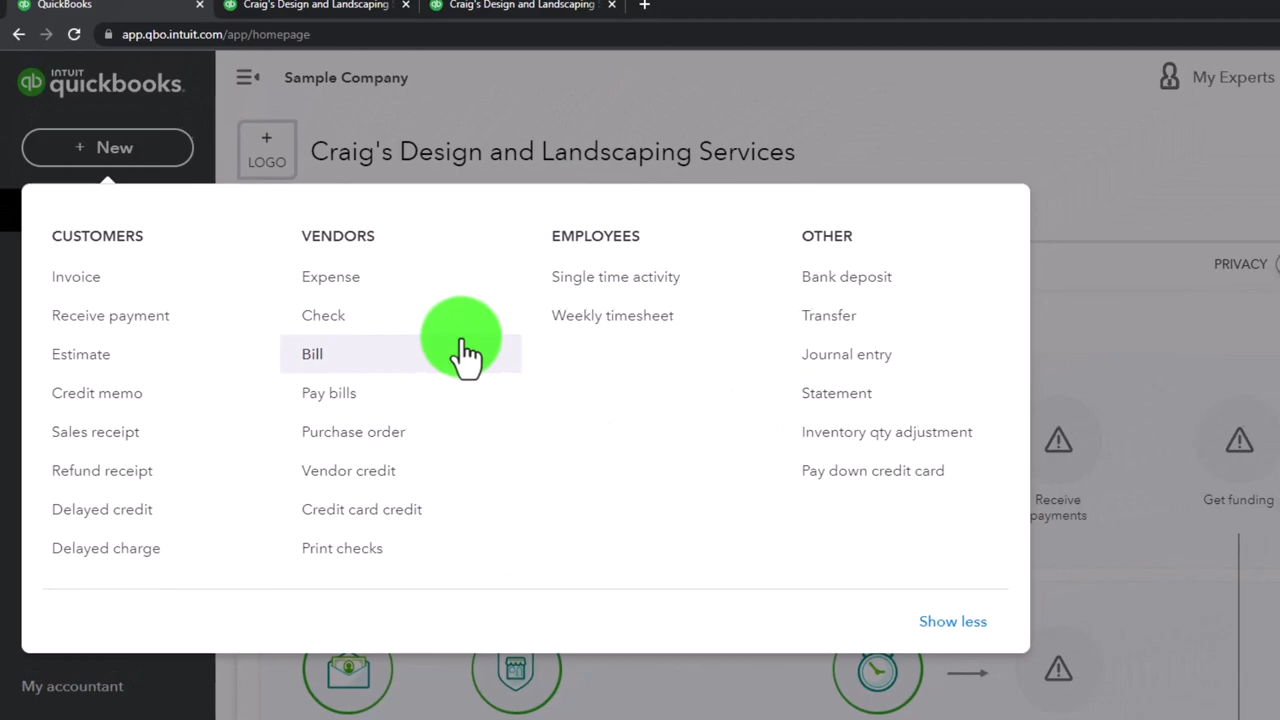 QuickBooks
Craig's Design and Landscaping
Craig's Design and Landscaping
app.qbo.intuit.com/app/homepage
INTUIT
quickbooks.
Sample Company
My Experts
+ New
+
LOGO
Craig's Design and Landscaping Services
PRIVACY
CUSTOMERS
Invoice
Receive payment
Estimate
Credit memo
Sales receipt
Refund receipt
Delayed credit
Delayed charge
VENDORS
Expense
Check
Bill
Pay bills
Purchase order
Vendor credit
Credit card credit
Print checks
EMPLOYEES
Single time activity
Weekly timesheet
OTHER
Bank deposit
Transfer
Journal entry
Statement
Inventory qty adjustment
Pay down credit card
Show less
Receive
payments
Get funding
My accountant